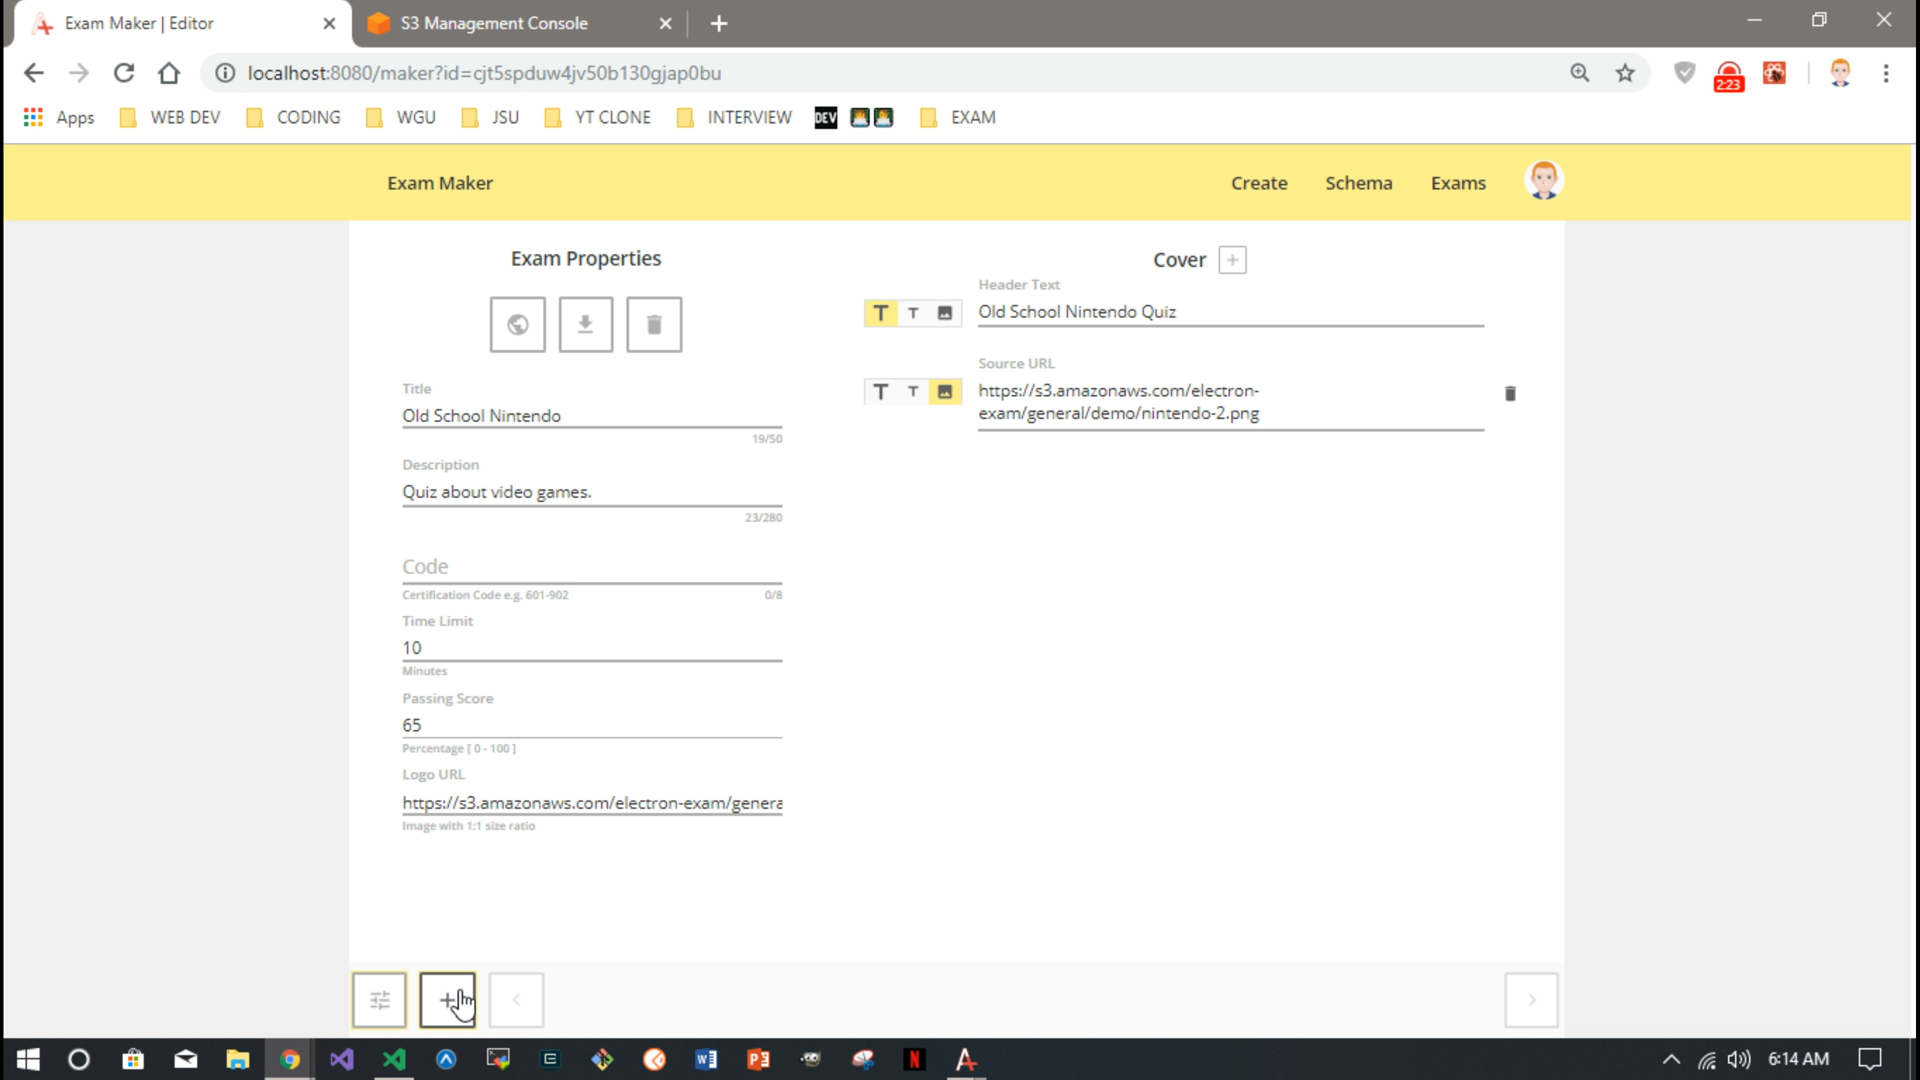 Exam Maker | Editor
S3 Management Console
localhost:8080/maker?id=cjt5spduw4jv50b130gjap0bu
2:23
Apps
WEB DEV
CODING
WGU
JSU
YT CLONE
INTERVIEW
DEV
EXAM
Exam Maker
Create
Schema
Exams
Exam Properties
Title
Old School Nintendo
19/50
Description
Quiz about video games.
23/280
Code
Certification Code e.g. 601-902
0/8
Time Limit
10
Minutes
Passing Score
65
Percentage [ 0 - 100 ]
Logo URL
https://s3.amazonaws.com/electron-exam/genera
Image with 1:1 size ratio
Cover
Header Text
Old School Nintendo Quiz
Source URL
https://s3.amazonaws.com/electron-
exam/general/demo/nintendo-2.png
6:14 AM